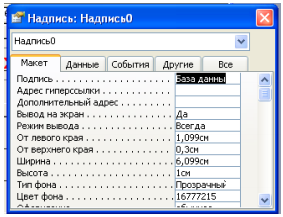 Надпись: Надпись0
Надпись0
Макет Данные События Другие Все
Подпись База данны
Адрес гиперссылки
Дополнительный адрес
Вывод на экран Да
Режим вывода Всегда
От левого края 1,099см
От верхнего края 0,3см
Ширина 6,099см
Высота 1см
Тип фона Прозрачный
Цвет фона 16777215